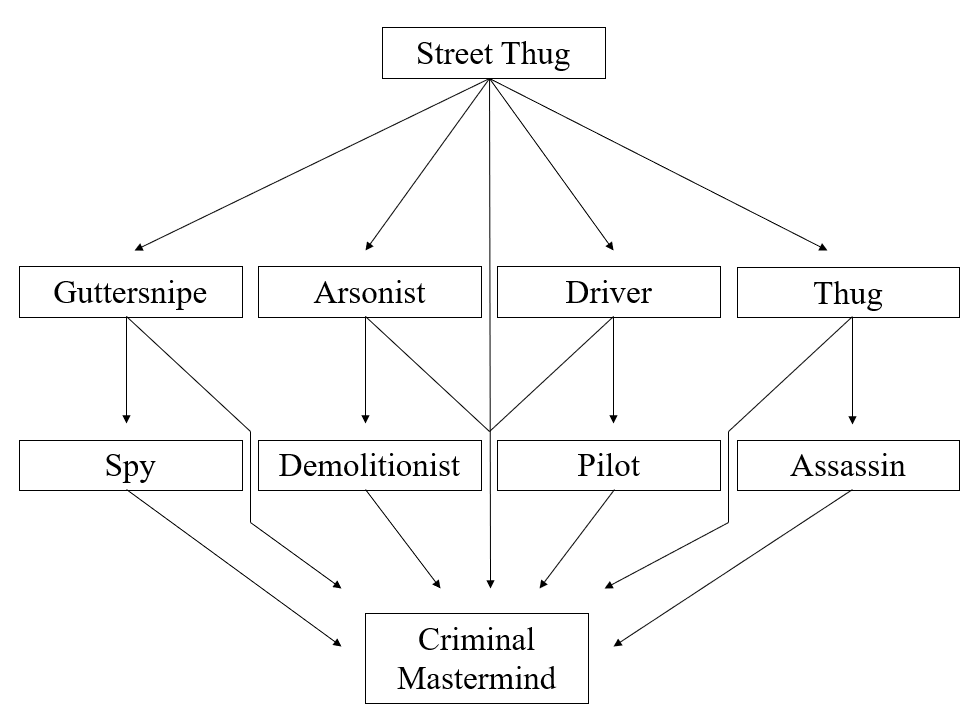 Street Thug
Guttersnipe
Arsonist
Driver
Thug
Spy
Demolitionist
Pilot
Assassin
Criminal
Mastermind